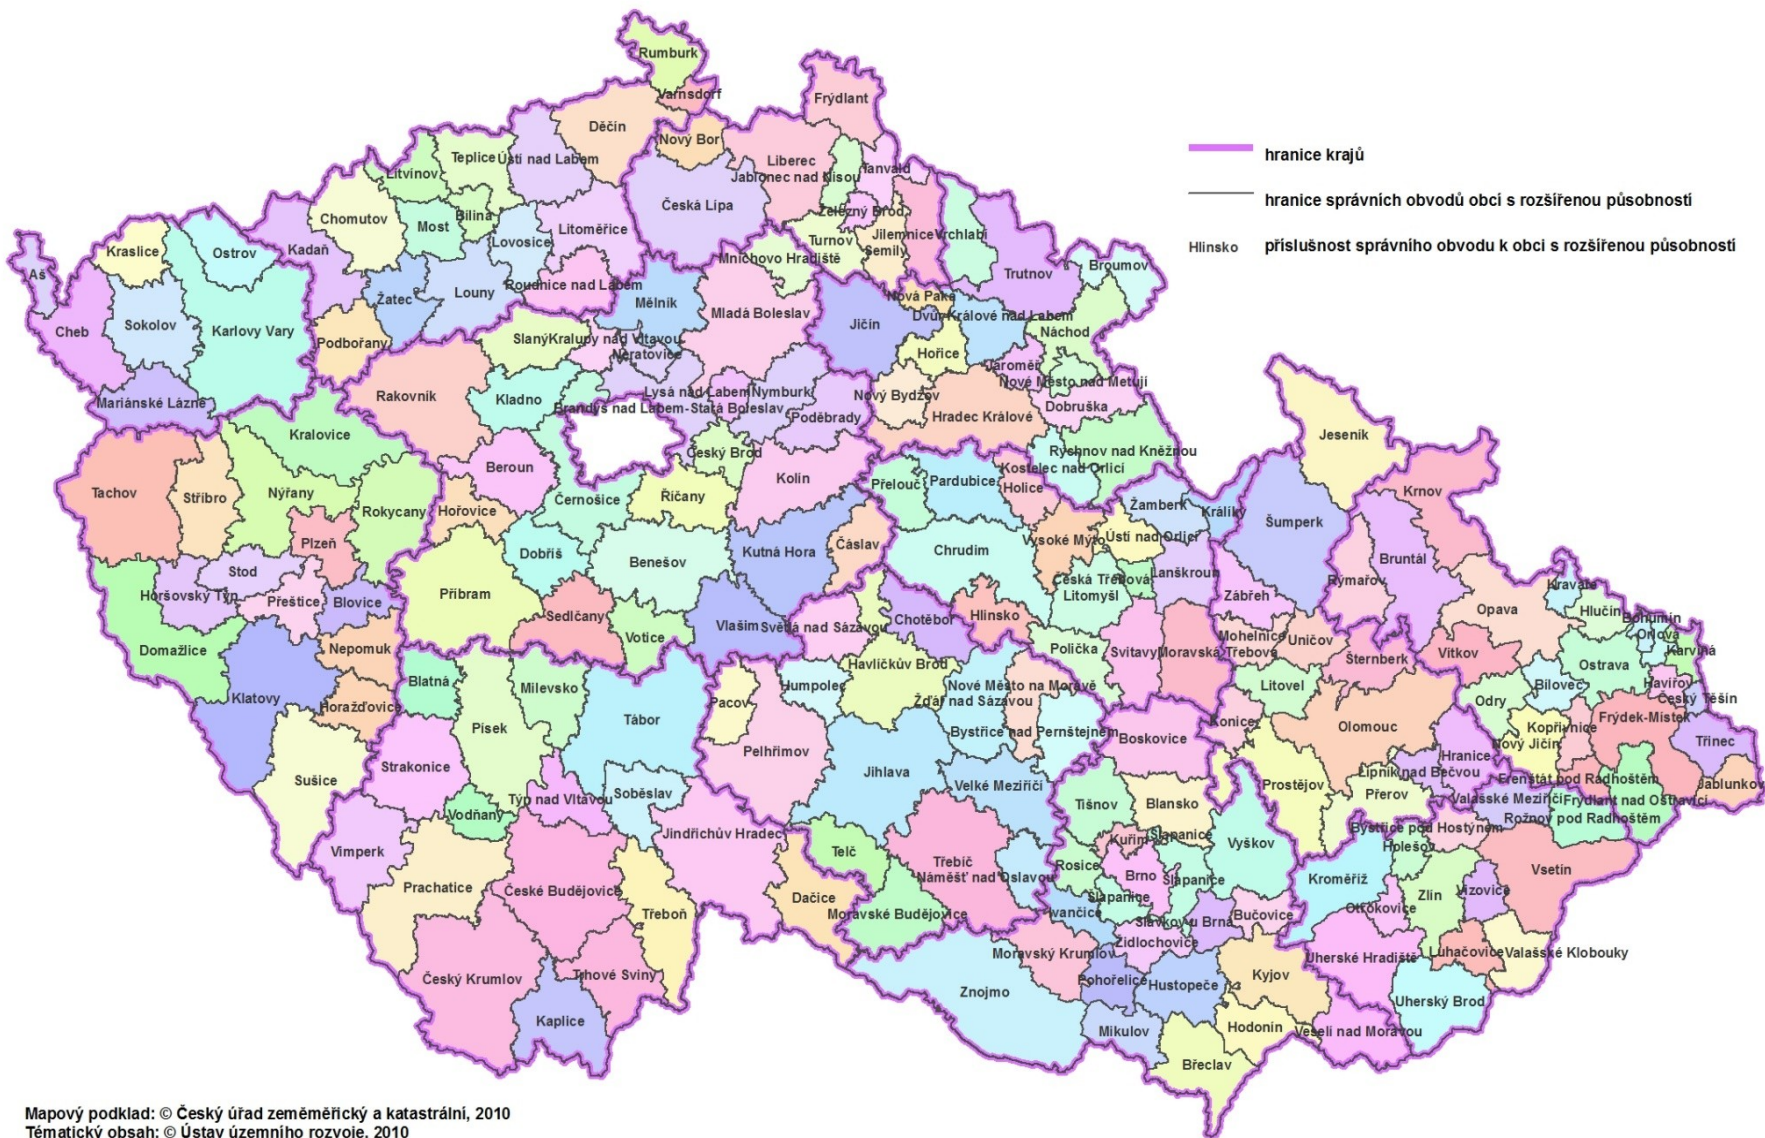 Rumburk
Varnsdorf
Frýdlant
Děčín
Nový Bor
Teplice
Ústí nad Labem
Liberec
Jablonec nad Nisou
Tanvald
Litvínov
Chomutov
Bílina
Most
Česká Lípa
Železný Brod
Kraslice
Ostrov
Kadaň
Lovosice
Litoměřice
Turnov
Jilemnice
Semily
Vrchlabí
Mnichovo Hradiště
Trutnov
Broumov
Aš
Žatec
Louny
Roudnice nad Labem
Mělník
Nová Paka
Cheb
Sokolov
Karlovy Vary
Mladá Boleslav
Jičín
Dvůr Králové nad Labem
Náchod
Podbořany
Slaný
Kralupy nad Vltavou
Neratovice
Hořice
Jaroměř
Nové Město nad Metují
Mariánské Lázně
Rakovník
Kladno
Lysá nad Labem
Nymburk
Brandýs nad Labem-Stará Boleslav
Poděbrady
Nový Bydžov
Hradec Králové
Dobruška
Kralovice
Český Brod
Rychnov nad Kněžnou
Jeseník
Beroun
Kostelec nad Orlicí
Tachov
Stříbro
Nýřany
Rokycany
Hořovice
Černošice
Říčany
Kolín
Přelouč
Pardubice
Holice
Žamberk
Králíky
Šumperk
Krnov
Plzeň
Dobříš
Benešov
Kutná Hora
Čáslav
Chrudim
Vysoké Mýto
Ústí nad Orlicí
Bruntál
Stod
Horšovský Týn
Přeštice
Blovice
Příbram
Sedlčany
Votice
Vlašim
Světlá nad Sázavou
Chotěboř
Hlinsko
Česká Třebová
Litomyšl
Lanškroun
Zábřeh
Rýmařov
Opava
Kravaře
Hlučín
Bohumín
Orlová
Karviná
Domažlice
Nepomuk
Polička
Svitavy
Moravská Třebová
Mohelnice
Uničov
Šternberk
Vítkov
Ostrava
Havířov
Český Těšín
Klatovy
Blatná
Milevsko
Havlíčkův Brod
Humpolec
Nové Město na Moravě
Žďár nad Sázavou
Litovel
Bílovec
Odry
Horažďovice
Písek
Tábor
Pacov
Bystřice nad Pernštejnem
Konice
Olomouc
Kopřivnice
Nový Jičín
Frýdek-Místek
Třinec
Sušice
Strakonice
Pelhřimov
Boskovice
Hranice
Lipník nad Bečvou
Frenštát pod Radhoštěm
Jablunkov
Soběslav
Jihlava
Velké Meziříčí
Prostějov
Přerov
Valašské Meziříčí
Frýdlant nad Ostravicí
Rožnov pod Radhoštěm
Týn nad Vltavou
Vodňany
Tišnov
Blansko
Bystřice pod Hostýnem
Vimperk
Jindřichův Hradec
Kuřim
Šlapanice
Vyškov
Holešov
Telč
Třebíč
Rosice
Brno
Šlapanice
Kroměříž
Vsetín
Prachatice
České Budějovice
Náměšť nad Oslavou
Dačice
Šlapanice
Zlín
Vizovice
Třeboň
Moravské Budějovice
Ivančice
Slavkov u Brna
Bučovice
Otrokovice
Židlochovice
Moravský Krumlov
Uherské Hradiště
Luhačovice
Valašské Klobouky
Český Krumlov
Trhové Sviny
Znojmo
Pohořelice
Hustopeče
Kyjov
Uherský Brod
Kaplice
Mikulov
Hodonín
Veselí nad Moravou
Břeclav
hranice krajů
hranice správních obvodů obcí s rozšířenou působností
Hlinsko příslušnost správního obvodu k obci s rozšířenou působností
Mapový podklad: © Český úřad zeměměřický a katastrální, 2010
Tématický obsah: © Ústav územního rozvoje, 2010